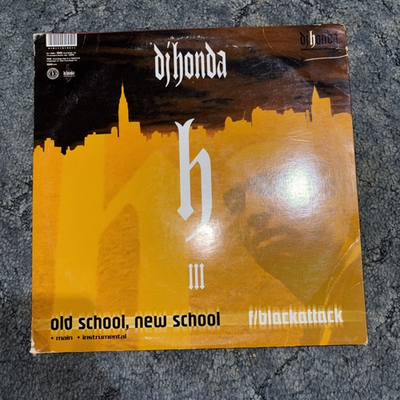 dj honda
dj honda
h
III
old school, new school
f/blackattack
• main • instrumental